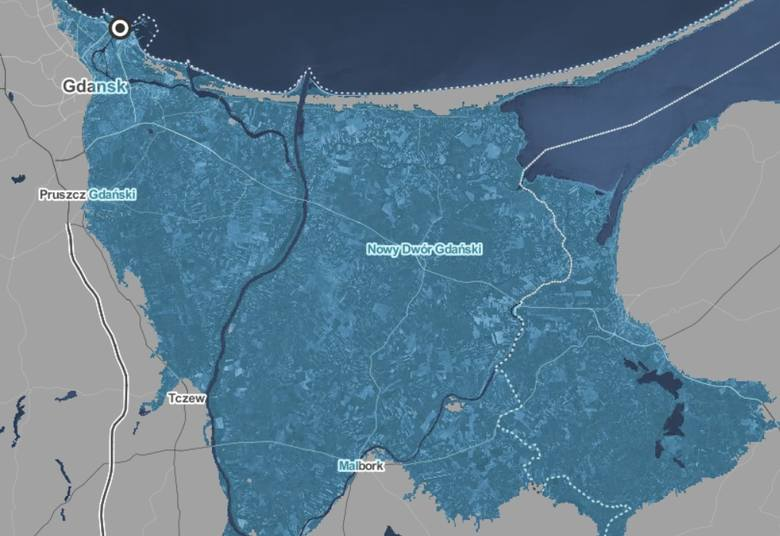 Gdansk
Pruszcz Gdański
Nowy Dwór Gdański
Tczew
Malbork